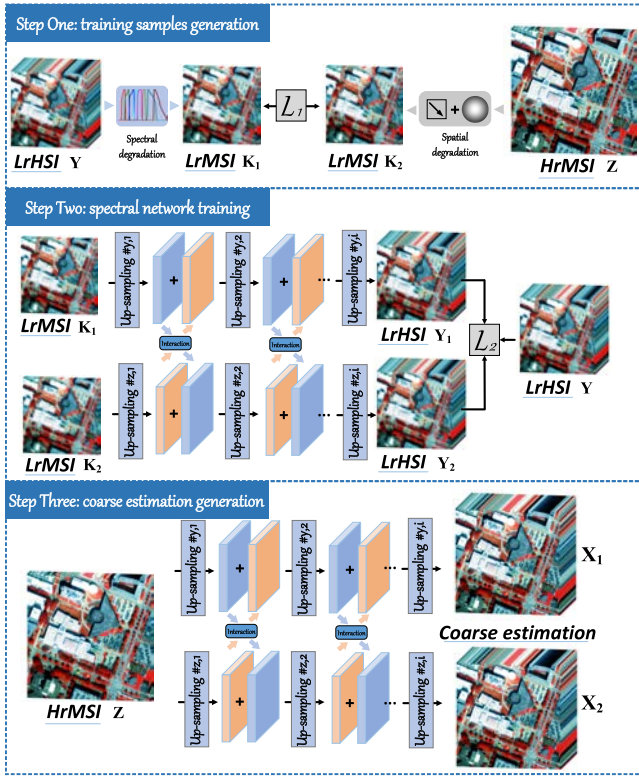 Step One: training samples generation
LrHSI Y
Spectral
degradation
LrMSI K₁
L₁
LrMSI K₂
+
Spatial
degradation
HrMSI Z
Step Two: spectral network training
LrMSI K₁
Up-sampling #y,1
+
Up-sampling #y,2
+
...
Up-sampling #y,i
LrHSI Y₁
Interaction
Interaction
L₂
LrHSI Y
LrMSI K₂
Up-sampling #z,1
+
Up-sampling #z,2
+
...
Up-sampling #z,i
LrHSI Y₂
Step Three: coarse estimation generation
Up-sampling #y,1
+
Up-sampling #y,2
+
...
Up-sampling #y,i
X₁
Interaction
Interaction
Coarse estimation
HrMSI Z
Up-sampling #z,1
+
Up-sampling #z,2
+
...
Up-sampling #z,i
X₂